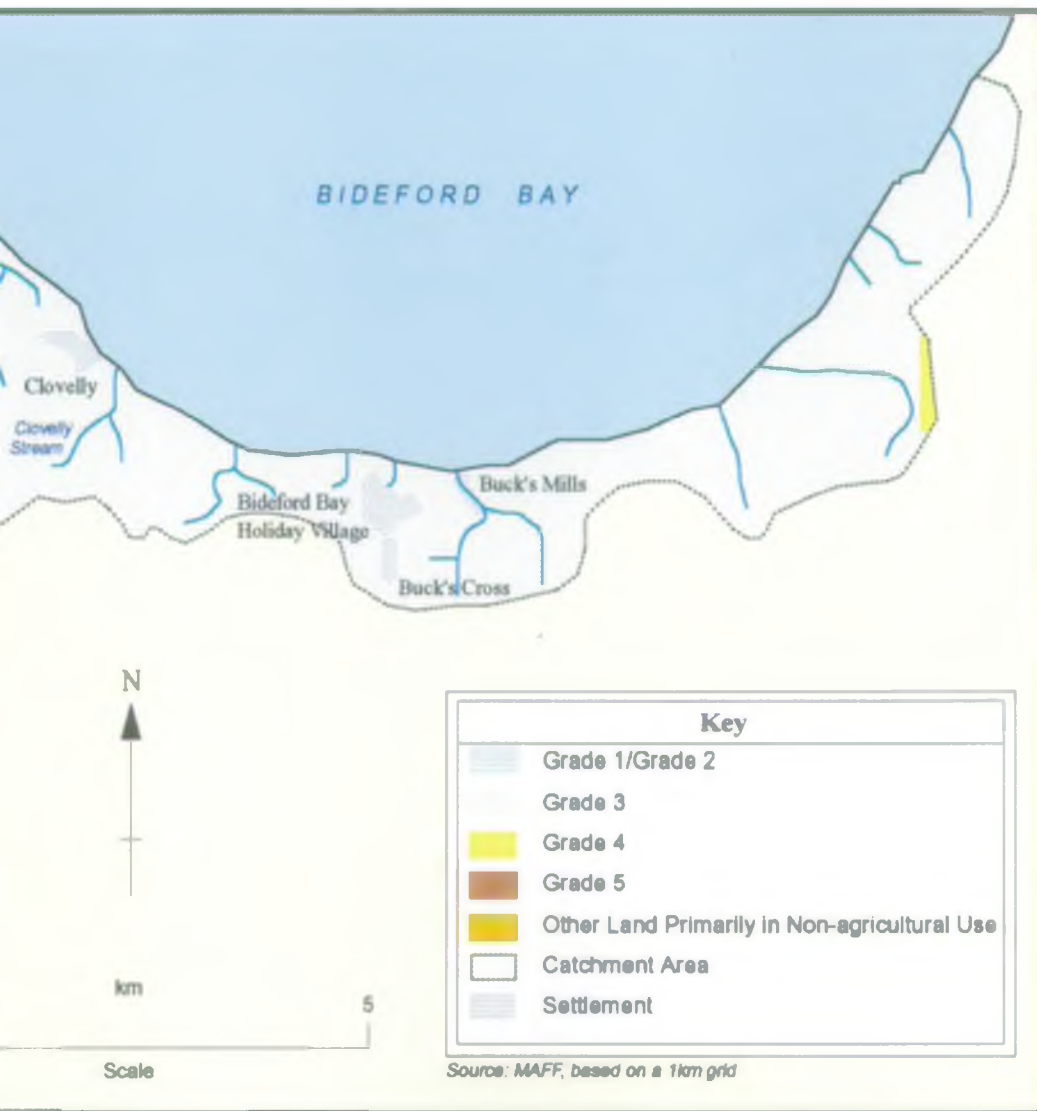 BIDEFORD BAY
Clovelly
Clovelly
Stream
Buck's Mills
Bideford Bay
Holiday Village
Buck's Cross
N
Key
Grade 1/Grade 2
Grade 3
Grade 4
Grade 5
Other Land Primarily in Non-agricultural Use
Catchment Area
Settlement
km
5
Scale
Source: MAFF, based on a 1km grid